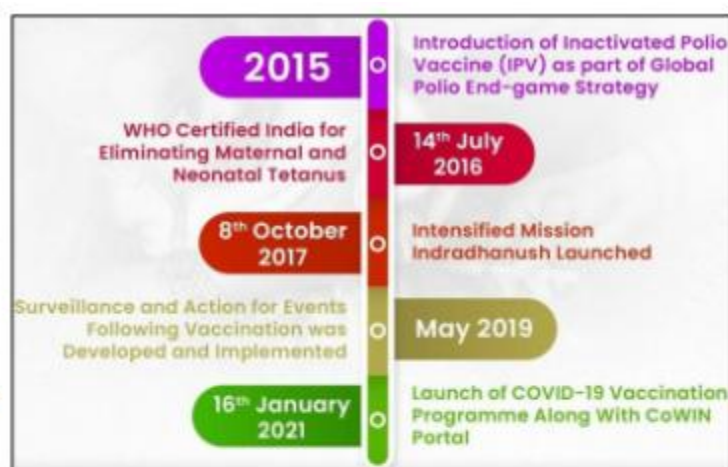 2015
Introduction of Inactivated Polio
Vaccine (IPV) as part of Global
Polio End-game Strategy
WHO Certified India for
Eliminating Maternal and
Neonatal Tetanus
14th July
2016
8th October
2017
Intensified Mission
Indradhanush Launched
Surveillance and Action for Events
Following Vaccination was
Developed and Implemented
May 2019
16th January
2021
Launch of COVID-19 Vaccination
Programme Along With CoWIN
Portal